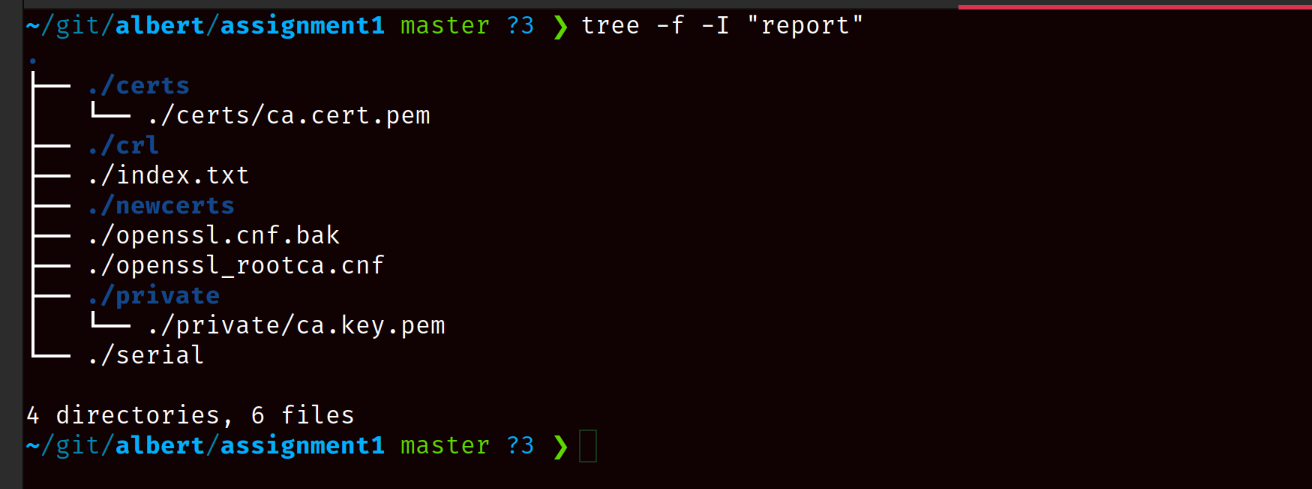 ~/git/albert/assignment1 master ?3 ❯ tree -f -I "report"
.
├── ./certs
│   └── ./certs/ca.cert.pem
├── ./crl
├── ./index.txt
├── ./newcerts
├── ./openssl.cnf.bak
├── ./openssl_rootca.cnf
├── ./private
│   └── ./private/ca.key.pem
└── ./serial
4 directories, 6 files
~/git/albert/assignment1 master ?3 ❯